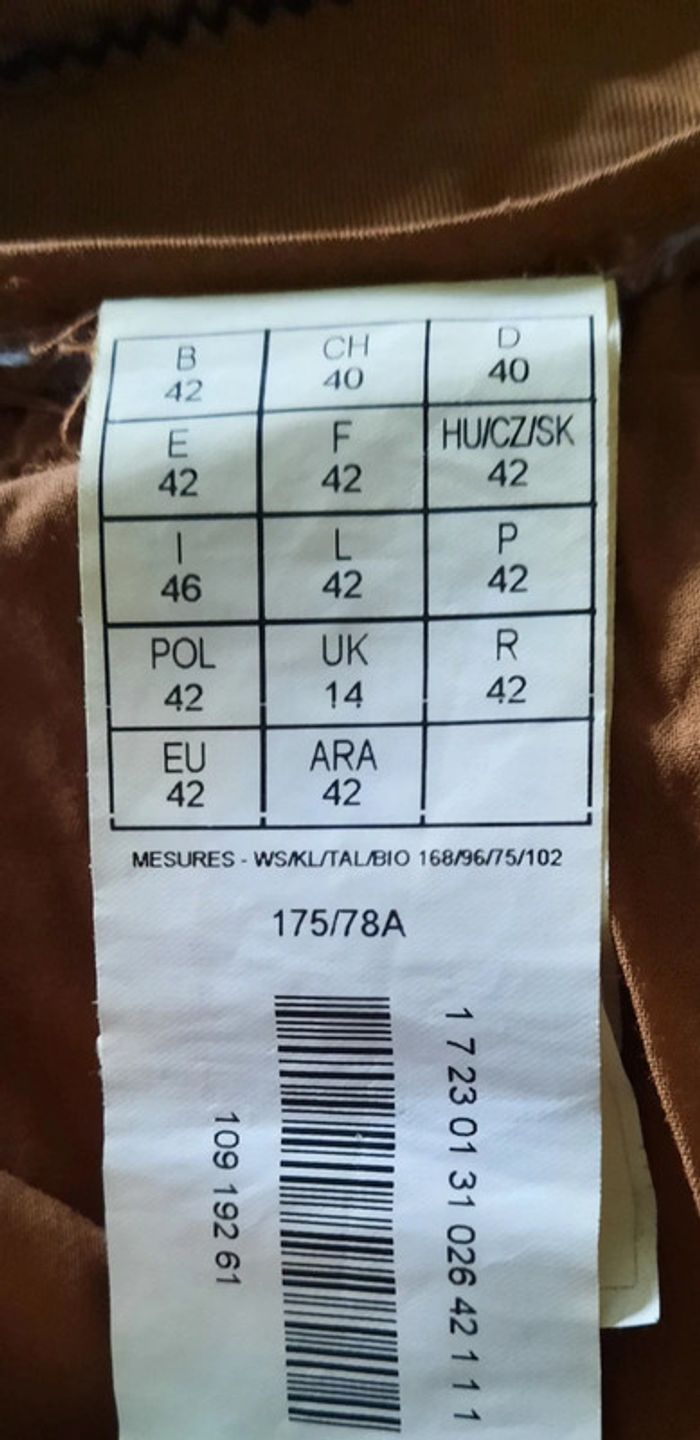 B CH D
42 40 40
E F HU/CZ/SK
42 42 42
I L P
46 42 42
POL UK R
42 14 42
EU ARA
42 42
MESURES - WS/KL/TAL/BIO 168/96/75/102
175/78A
1 7 23 01 31 026 42 1 1 1
109 192 61